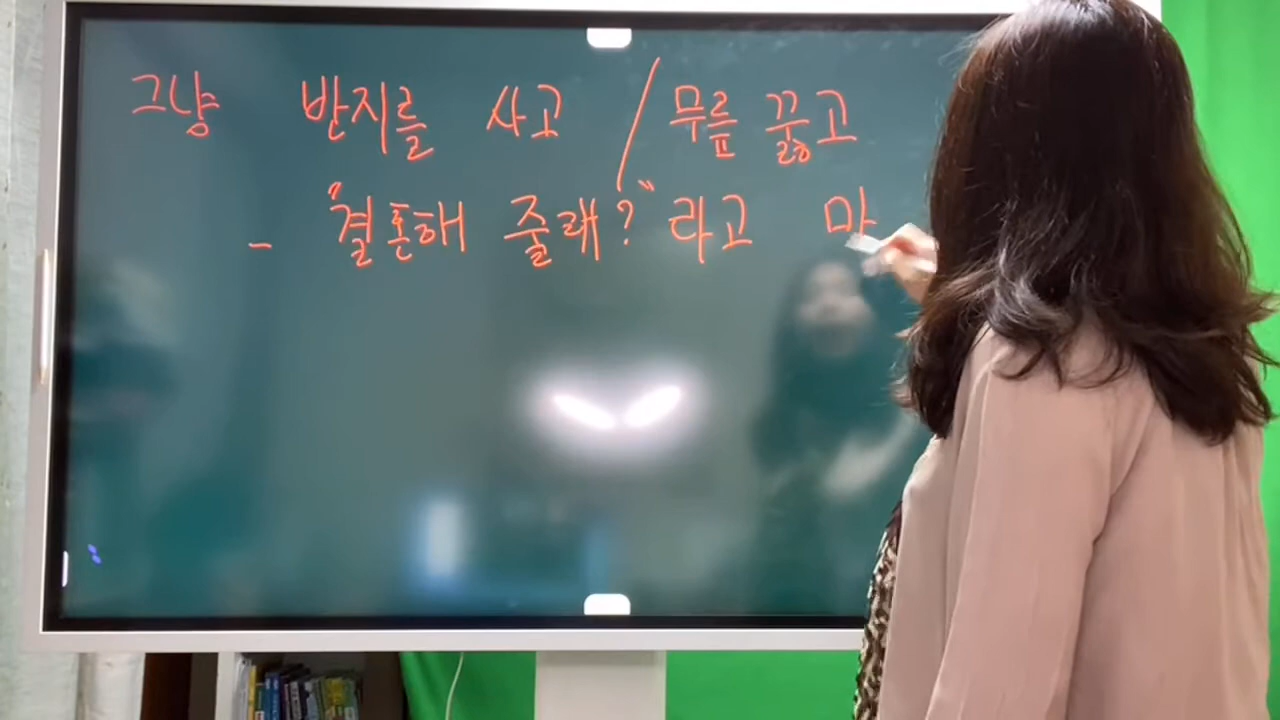 그냥 반지를 사고 / 무릎 꿇고
- "결혼해 줄래?" 라고 마